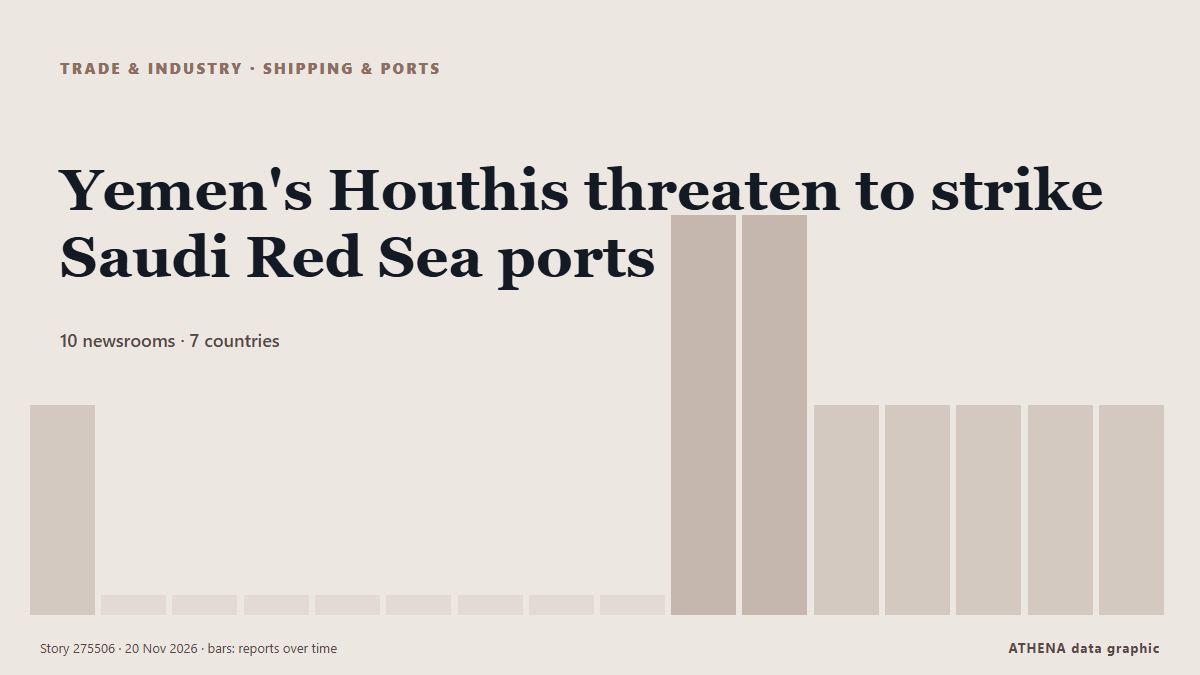 TRADE & INDUSTRY · SHIPPING & PORTS
Yemen's Houthis threaten to strike
Saudi Red Sea ports
10 newsrooms · 7 countries
Story 275506 · 20 Nov 2026 · bars: reports over time
ATHENA data graphic